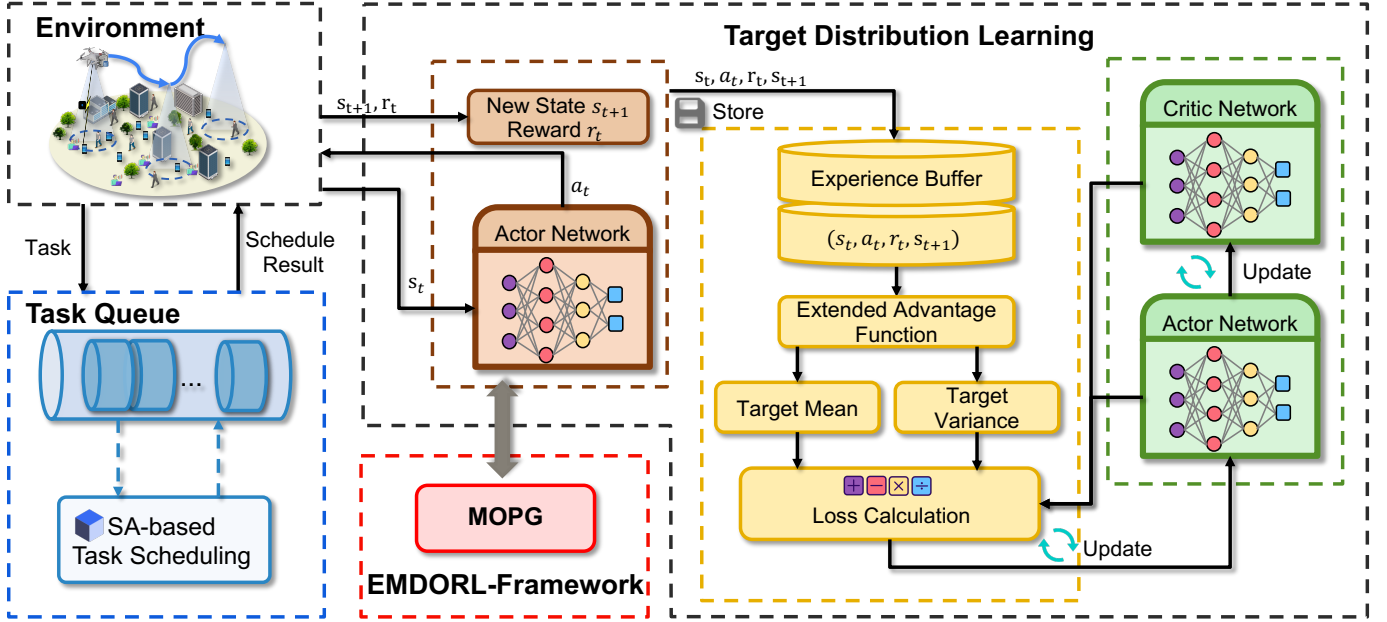 Environment
Target Distribution Learning
s_{t+1}, r_t
New State s_{t+1}
Reward r_t
a_t
s_t
Actor Network
s_t, a_t, r_t, s_{t+1}
Store
Experience Buffer
(s_t, a_t, r_t, s_{t+1})
Extended Advantage
Function
Target Mean
Target
Variance
+ − × ÷
Loss Calculation
Update
Critic Network
Update
Actor Network
Task
Schedule
Result
Task Queue
...
SA-based
Task Scheduling
MOPG
EMDORL-Framework